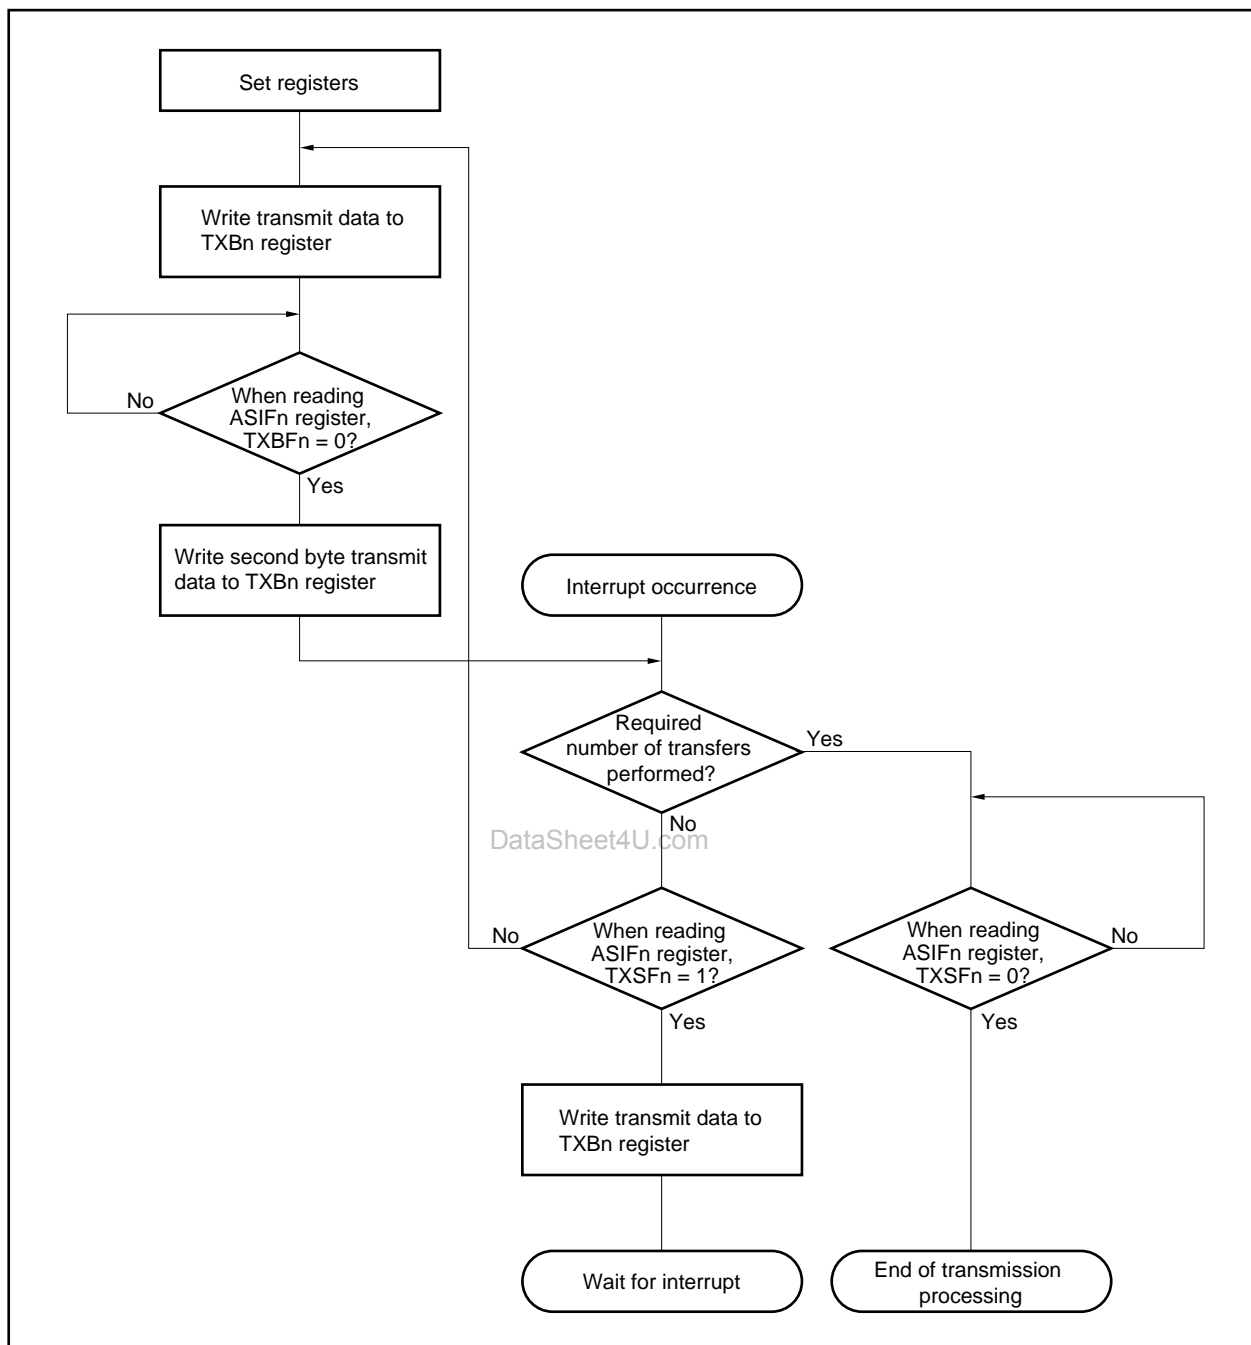 Set registers
Write transmit data to
TXBn register
No
When reading
ASIFn register,
TXBFn = 0?
Yes
Write second byte transmit
data to TXBn register
Interrupt occurrence
Required
number of transfers
performed?
Yes
No
DataSheet4U.com
No
When reading
ASIFn register,
TXSFn = 1?
Yes
When reading
ASIFn register,
TXSFn = 0?
No
Yes
Write transmit data to
TXBn register
Wait for interrupt
End of transmission
processing